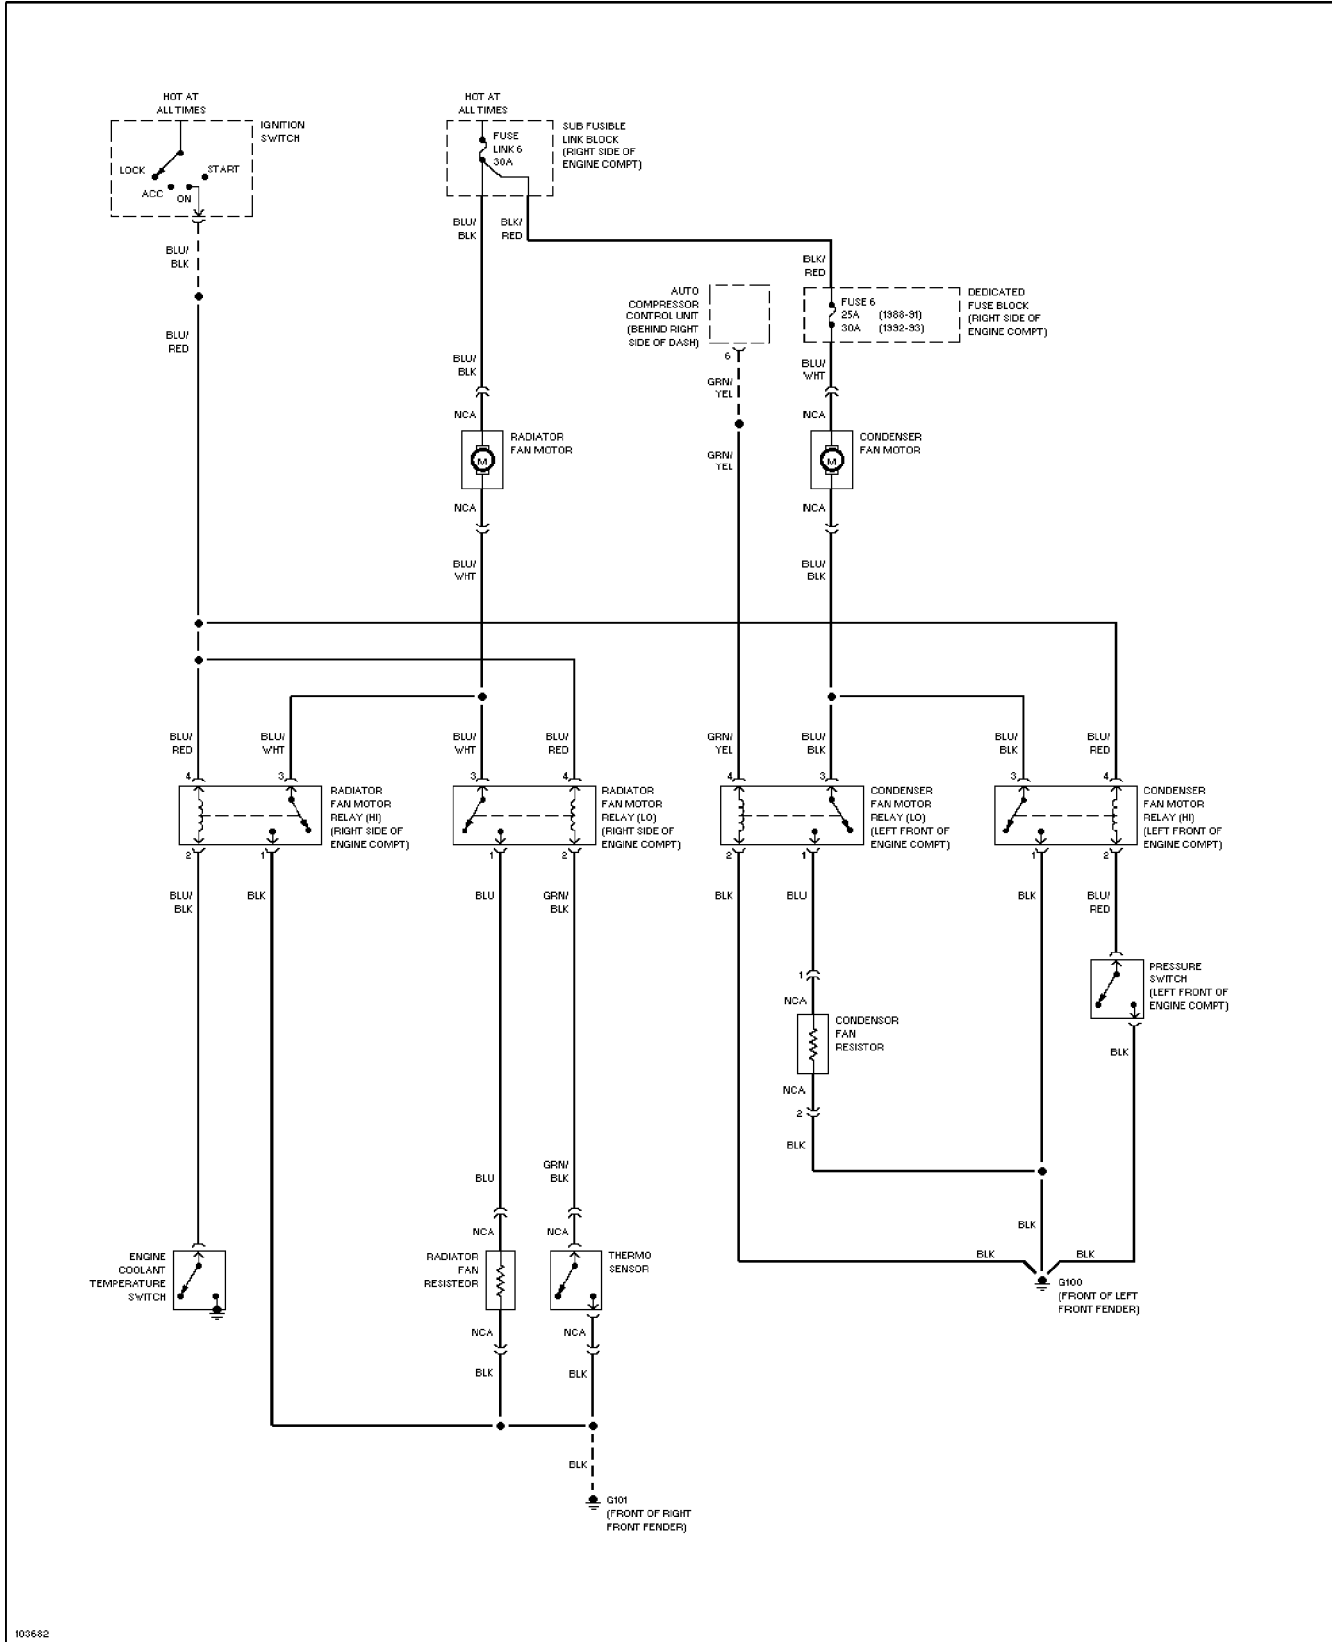 HOT AT
ALL TIMES
IGNITION
SWITCH
LOCK
START
ACC
ON
HOT AT
ALL TIMES
FUSE
LINK 6
30A
SUB FUSIBLE
LINK BLOCK
(RIGHT SIDE OF
ENGINE COMPT)
BLU/
BLK
BLU/
RED
BLU/
BLK
BLK/
RED
BLK/
RED
AUTO
COMPRESSOR
CONTROL UNIT
(BEHIND RIGHT
SIDE OF DASH)
6
FUSE 6
25A (1988-91)
30A (1992-93)
DEDICATED
FUSE BLOCK
(RIGHT SIDE OF
ENGINE COMPT)
BLU/
BLK
GRN/
YEL
BLU/
WHT
NCA
NCA
RADIATOR
FAN MOTOR
M
GRN/
YEL
CONDENSER
FAN MOTOR
M
NCA
NCA
BLU/
WHT
BLU/
BLK
BLU/
RED
BLU/
WHT
BLU/
WHT
BLU/
RED
GRN/
YEL
BLU/
BLK
BLU/
BLK
BLU/
RED
4
3
3
4
4
3
3
4
RADIATOR
FAN MOTOR
RELAY (HI)
(RIGHT SIDE OF
ENGINE COMPT)
RADIATOR
FAN MOTOR
RELAY (LO)
(RIGHT SIDE OF
ENGINE COMPT)
CONDENSER
FAN MOTOR
RELAY (LO)
(LEFT FRONT OF
ENGINE COMPT)
CONDENSER
FAN MOTOR
RELAY (HI)
(LEFT FRONT OF
ENGINE COMPT)
2
1
1
2
2
1
1
2
BLU/
BLK
BLK
BLU
GRN/
BLK
BLK
BLU
BLK
BLU/
RED
PRESSURE
SWITCH
(LEFT FRONT OF
ENGINE COMPT)
1
NCA
CONDENSOR
FAN
RESISTOR
BLK
NCA
2
BLK
BLU
GRN/
BLK
NCA
NCA
BLK
BLK
BLK
ENGINE
COOLANT
TEMPERATURE
SWITCH
RADIATOR
FAN
RESISTEOR
THERMO
SENSOR
G100
(FRONT OF LEFT
FRONT FENDER)
NCA
NCA
BLK
BLK
BLK
G101
(FRONT OF RIGHT
FRONT FENDER)
103682